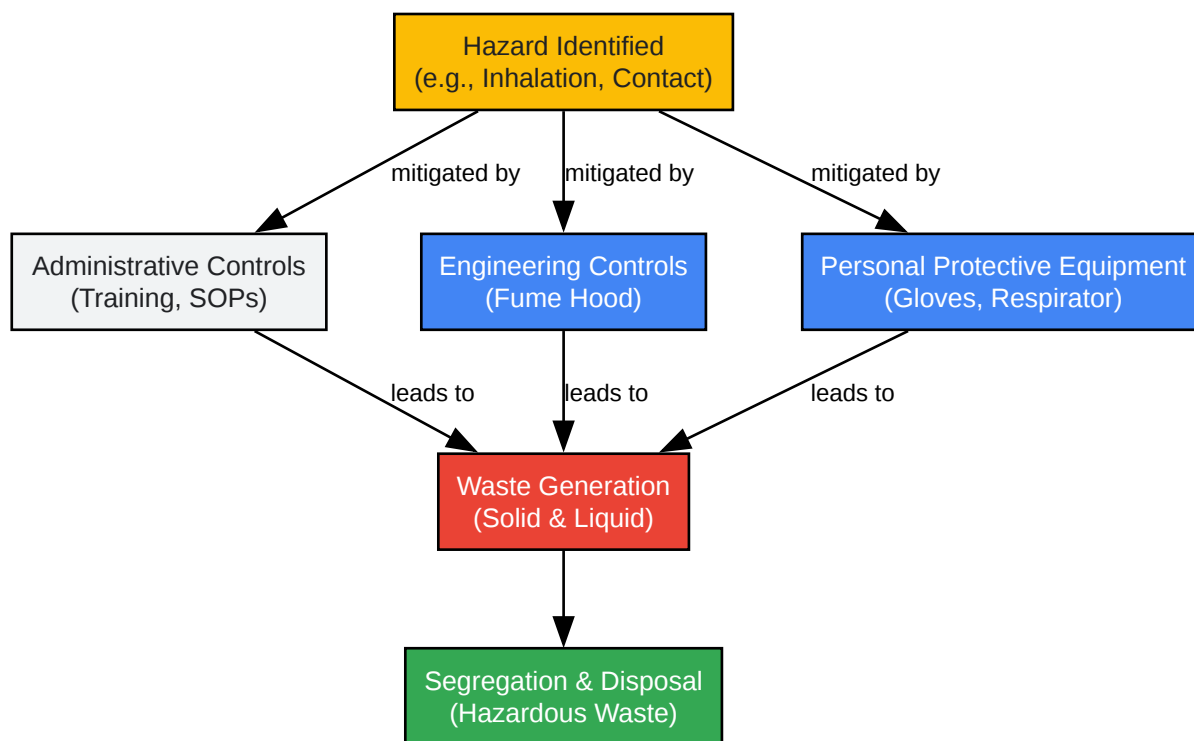 Hazard Identified
(e.g., Inhalation, Contact)
mitigated by
mitigated by
mitigated by
Administrative Controls
(Training, SOPs)
Engineering Controls
(Fume Hood)
Personal Protective Equipment
(Gloves, Respirator)
leads to
leads to
leads to
Waste Generation
(Solid & Liquid)
Segregation & Disposal
(Hazardous Waste)